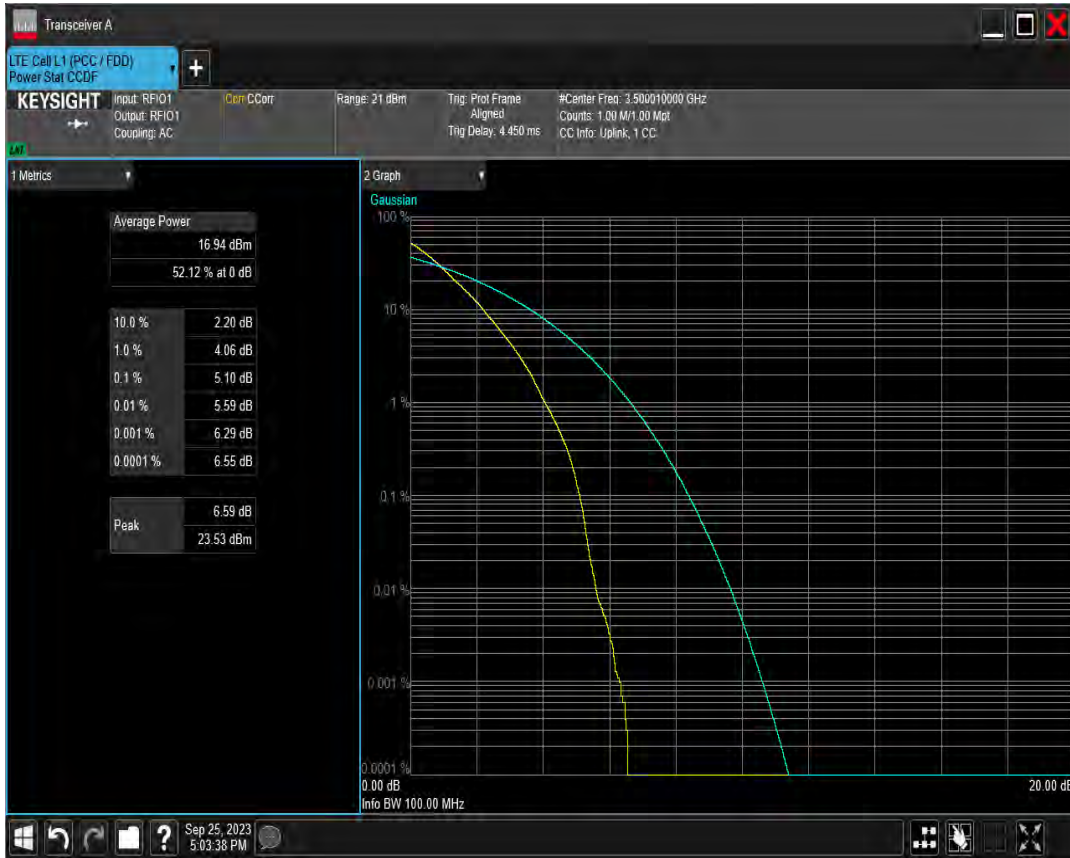 Transceiver A
LTE Cell L1 (PCC / FDD)
Power Stat CCDF
KEYSIGHT
Input: RFIO1
Output: RFIO1
Coupling: AC
Corr CCorr
Range: 21 dBm
Trig: Prot Frame
Aligned
Trig Delay: 4.450 ms
#Center Freq: 3.500010000 GHz
Counts: 1.00 M/1.00 Mpt
CC Info: Uplink, 1 CC
1 Metrics
Average Power
16.94 dBm
52.12 % at 0 dB
10.0 % 2.20 dB
1.0 % 4.06 dB
0.1 % 5.10 dB
0.01 % 5.59 dB
0.001 % 6.29 dB
0.0001 % 6.55 dB
Peak
6.59 dB
23.53 dBm
2 Graph
Gaussian
100 %
10 %
1 %
0.1 %
0.01 %
0.001 %
0.0001 %
0.00 dB
20.00 dB
Info BW 100.00 MHz
Sep 25, 2023
5:03:38 PM